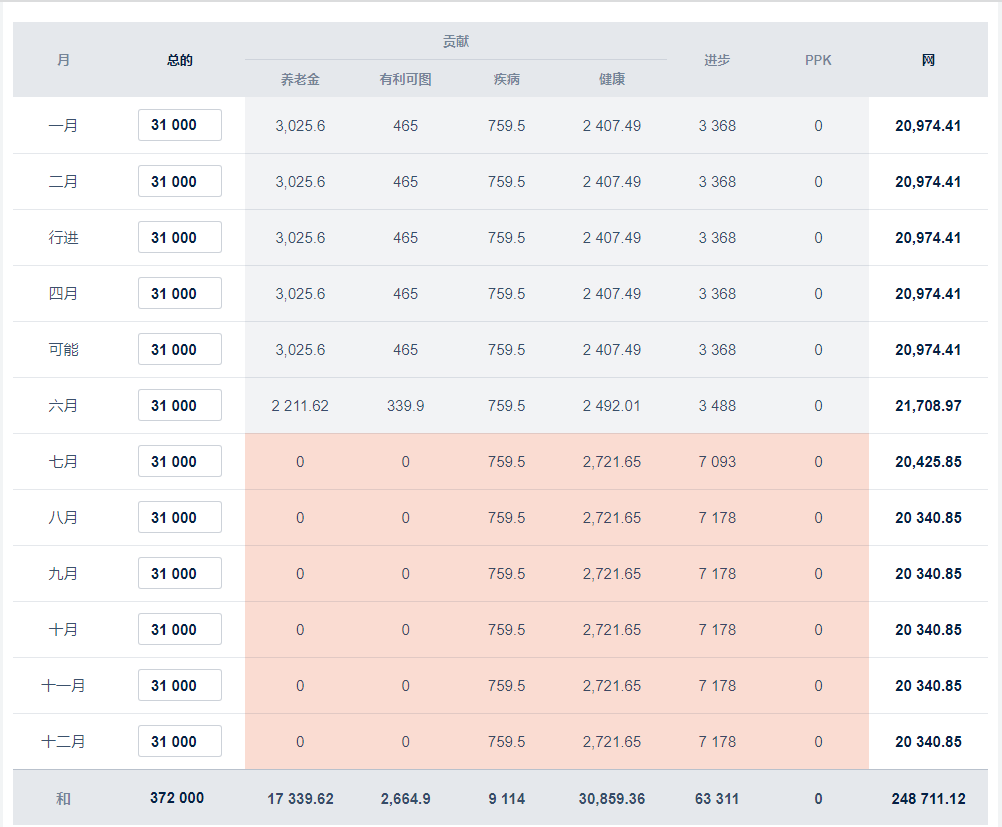 贡献
月 总的 进步 PPK 网
养老金 有利可图 疾病 健康
一月 31 000 3,025.6 465 759.5 2 407.49 3 368 0 20,974.41
二月 31 000 3,025.6 465 759.5 2 407.49 3 368 0 20,974.41
行进 31 000 3,025.6 465 759.5 2 407.49 3 368 0 20,974.41
四月 31 000 3,025.6 465 759.5 2 407.49 3 368 0 20,974.41
可能 31 000 3,025.6 465 759.5 2 407.49 3 368 0 20,974.41
六月 31 000 2 211.62 339.9 759.5 2 492.01 3 488 0 21,708.97
七月 31 000 0 0 759.5 2,721.65 7 093 0 20,425.85
八月 31 000 0 0 759.5 2,721.65 7 178 0 20 340.85
九月 31 000 0 0 759.5 2,721.65 7 178 0 20 340.85
十月 31 000 0 0 759.5 2,721.65 7 178 0 20 340.85
十一月 31 000 0 0 759.5 2,721.65 7 178 0 20 340.85
十二月 31 000 0 0 759.5 2,721.65 7 178 0 20 340.85
和 372 000 17 339.62 2,664.9 9 114 30,859.36 63 311 0 248 711.12